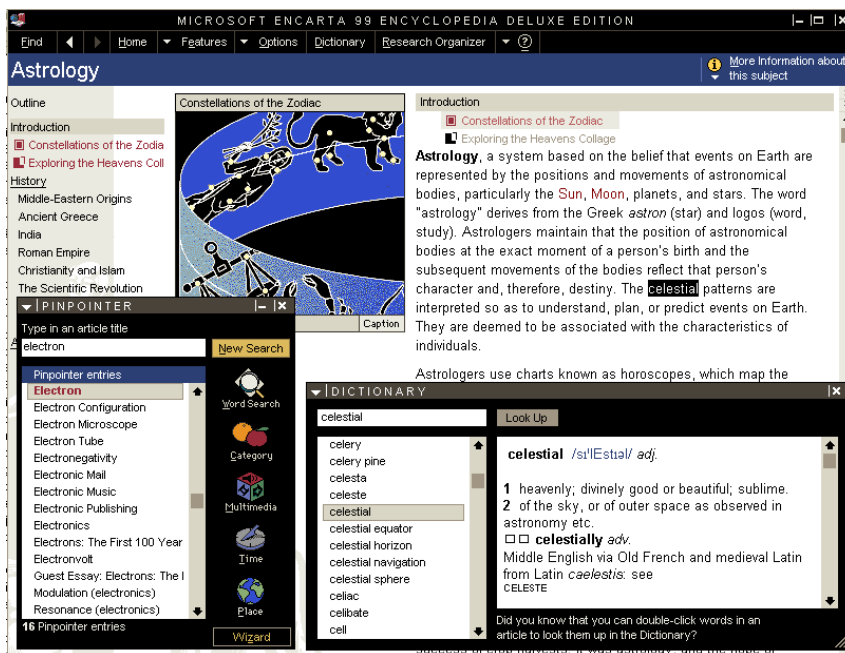 MICROSOFT ENCARTA 99 ENCYCLOPEDIA DELUXE EDITION
Find Home Features Options Dictionary Research Organizer
Astrology
More Information about
this subject
Outline
Introduction
Constellations of the Zodia
Exploring the Heavens Coll
History
Middle-Eastern Origins
Ancient Greece
India
Roman Empire
Christianity and Islam
The Scientific Revolution
Constellations of the Zodiac
Caption
Introduction
Constellations of the Zodiac
Exploring the Heavens Collage
Astrology, a system based on the belief that events on Earth are
represented by the positions and movements of astronomical
bodies, particularly the Sun, Moon, planets, and stars. The word
"astrology" derives from the Greek astron (star) and logos (word,
study). Astrologers maintain that the position of astronomical
bodies at the exact moment of a person's birth and the
subsequent movements of the bodies reflect that person's
character and, therefore, destiny. The celestial patterns are
interpreted so as to understand, plan, or predict events on Earth.
They are deemed to be associated with the characteristics of
individuals.
Astrologers use charts known as horoscopes, which map the
PINPOINTER
Type in an article title
electron
New Search
Pinpointer entries
Electron
Electron Configuration
Electron Microscope
Electron Tube
Electronegativity
Electronic Mail
Electronic Music
Electronic Publishing
Electronics
Electrons: The First 100 Year
Electronvolt
Guest Essay: Electrons: The I
Modulation (electronics)
Resonance (electronics)
16 Pinpointer entries
Word Search
Category
Multimedia
Time
Place
Wizard
DICTIONARY
celestial
Look Up
celery
celery pine
celesta
celeste
celestial
celestial equator
celestial horizon
celestial navigation
celestial sphere
celiac
celibate
cell
celestial /sɪ'lEstɪəl/ adj.
1 heavenly; divinely good or beautiful; sublime.
2 of the sky, or of outer space as observed in
astronomy etc.
□□ celestially adv.
Middle English via Old French and medieval Latin
from Latin caelestis: see
CELESTE
Did you know that you can double-click words in an
article to look them up in the Dictionary?